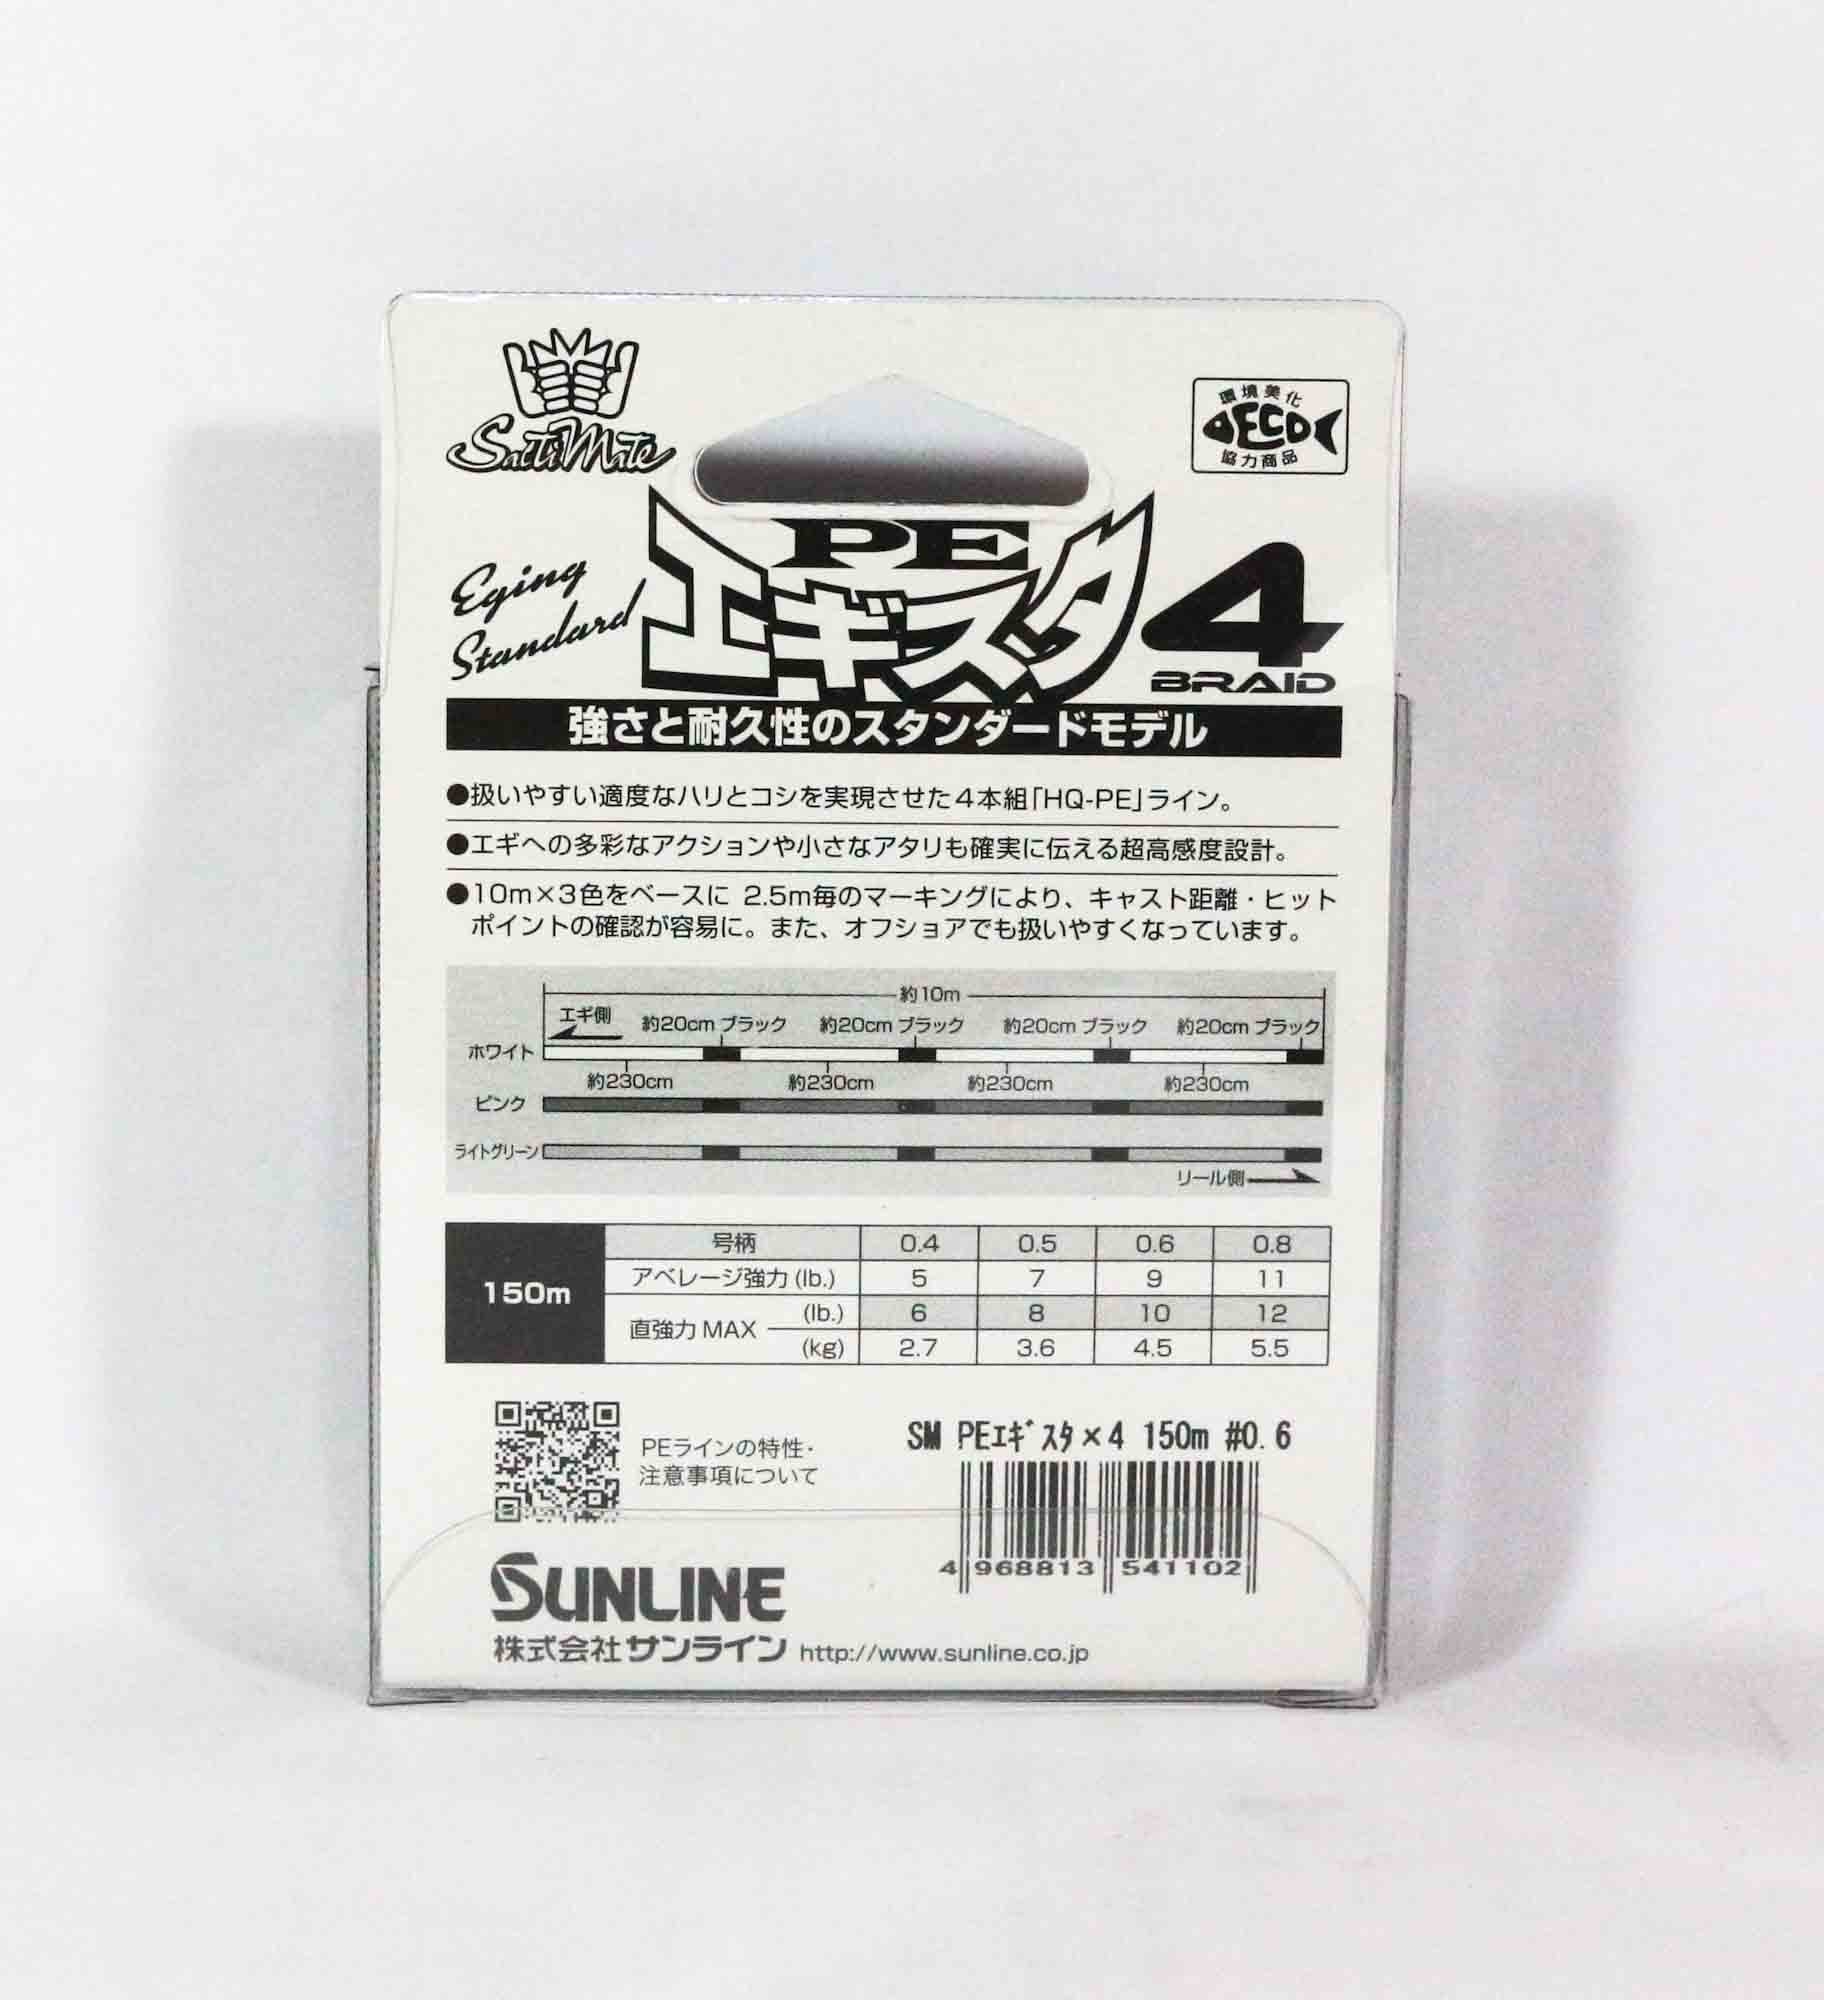 SaltiMate
環境美化
ECO
協力商品
Eging
Standard
PE
エギスタ
4
BRAID
強さと耐久性のスタンダードモデル
●扱いやすい適度なハリとコシを実現させた4本組「HQ-PE」ライン。
●エギへの多彩なアクションや小さなアタリも確実に伝える超高感度設計。
●10m×3色をベースに 2.5m毎のマーキングにより、キャスト距離・ヒット
ポイントの確認が容易に。また、オフショアでも扱いやすくなっています。
約10m
エギ側
約20cm ブラック 約20cm ブラック 約20cm ブラック 約20cm ブラック
ホワイト
約230cm 約230cm 約230cm 約230cm
ピンク
ライトグリーン
リール側
150m
号柄 0.4 0.5 0.6 0.8
アベレージ強力 (lb.) 5 7 9 11
直強力 MAX (lb.) 6 8 10 12
(kg) 2.7 3.6 4.5 5.5
PEラインの特性・
注意事項について
SM PEｴｷﾞｽﾀ×4 150m #0.6
4 968813 541102
SUNLINE
株式会社サンライン http://www.sunline.co.jp